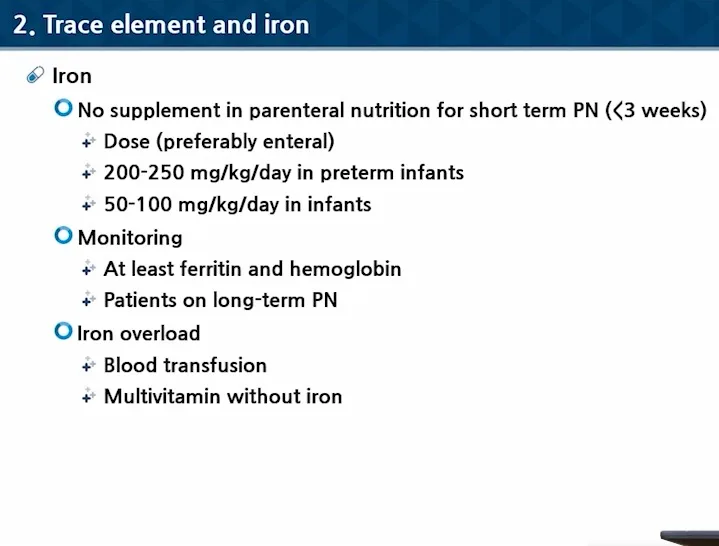 2. Trace element and iron
Iron
No supplement in parenteral nutrition for short term PN (<3 weeks)
Dose (preferably enteral)
200-250 mg/kg/day in preterm infants
50-100 mg/kg/day in infants
Monitoring
At least ferritin and hemoglobin
Patients on long-term PN
Iron overload
Blood transfusion
Multivitamin without iron